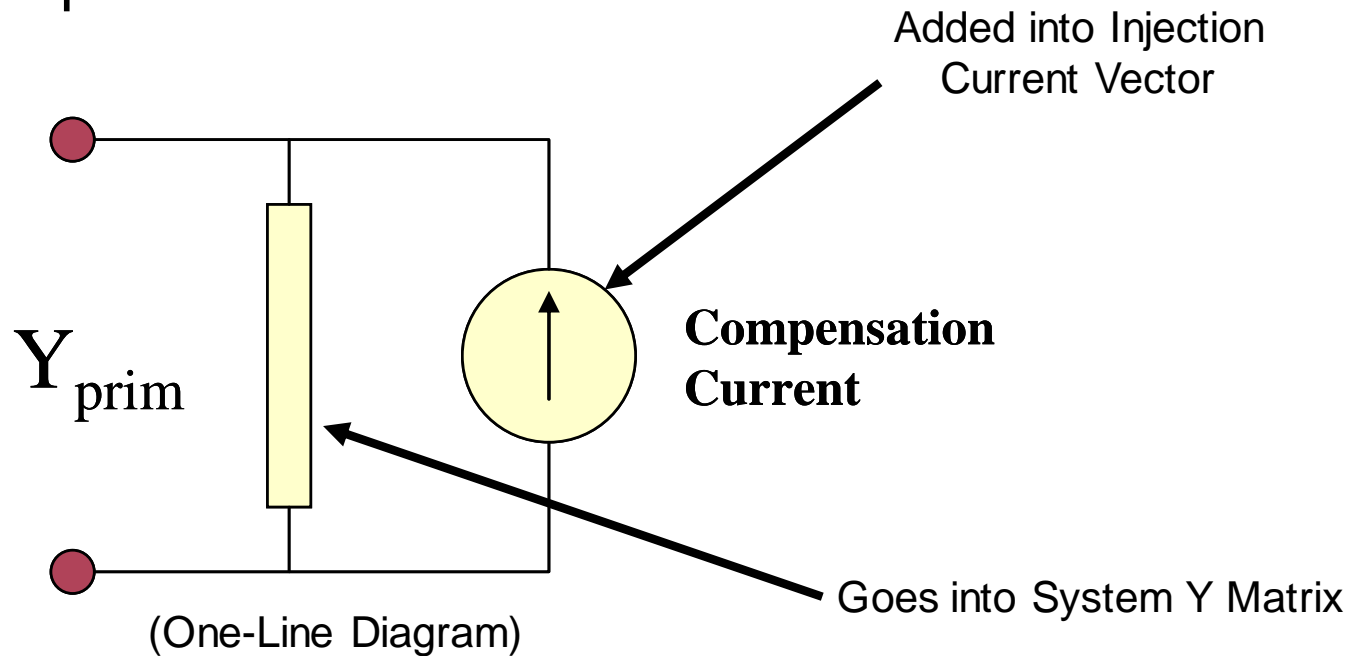 Added into Injection
Current Vector
Y prim
Compensation
Current
Goes into System Y Matrix
(One-Line Diagram)